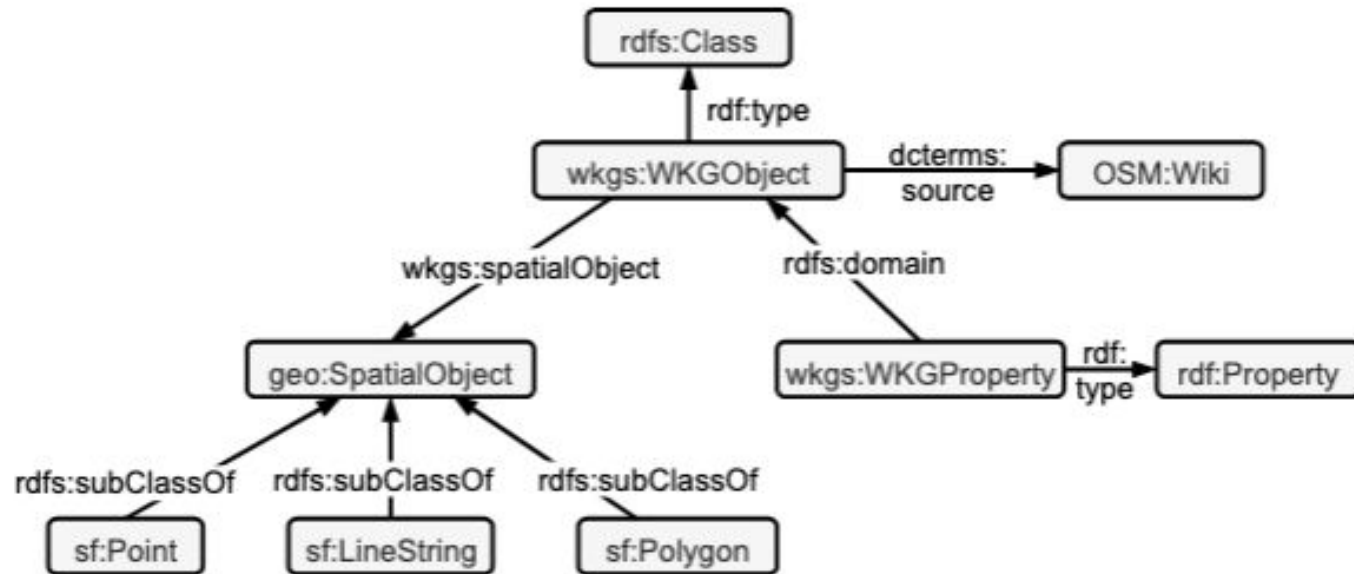 rdfs:Class
rdf:type
wkgs:WKGObject
dcterms:
source
OSM:Wiki
wkgs:spatialObject
rdfs:domain
geo:SpatialObject
wkgs:WKGProperty
rdf:
type
rdf:Property
rdfs:subClassOf
rdfs:subClassOf
rdfs:subClassOf
sf:Point
sf:LineString
sf:Polygon